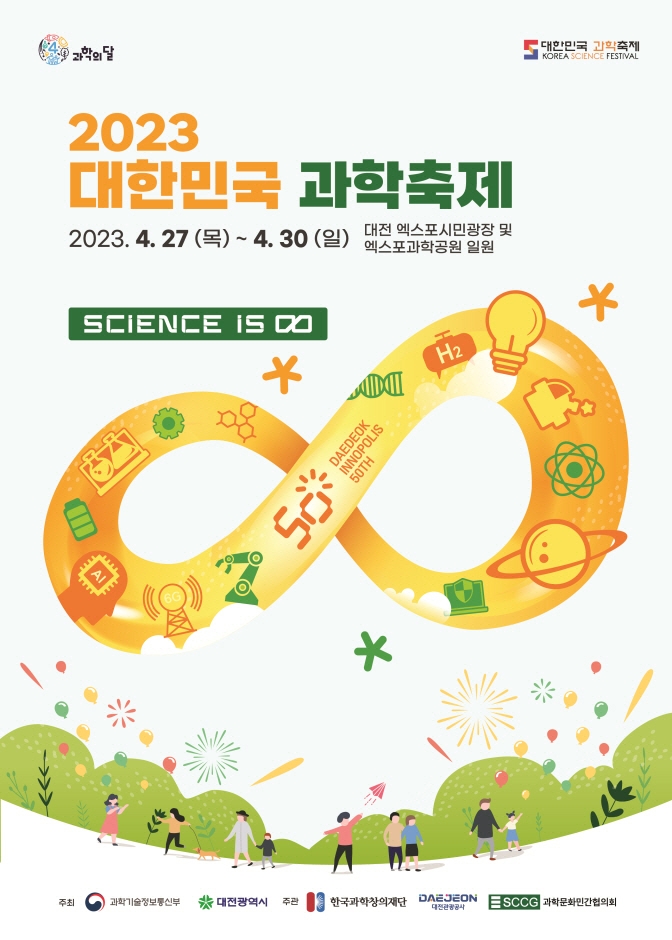 4
과학의 달
대한민국 과학축제
KOREA SCIENCE FESTIVAL
2023
대한민국 과학축제
2023. 4. 27 (목) ~ 4. 30 (일)
대전 엑스포시민광장 및
엑스포과학공원 일원
SCiENCE iS ∞
H2
DAEDEOK
INNOPOLIS
50TH
50
AI
6G
주최 과학기술정보통신부 대전광역시 주관 한국과학창의재단 DAEJEON 대전관광공사 SCCG 과학문화민간협의회